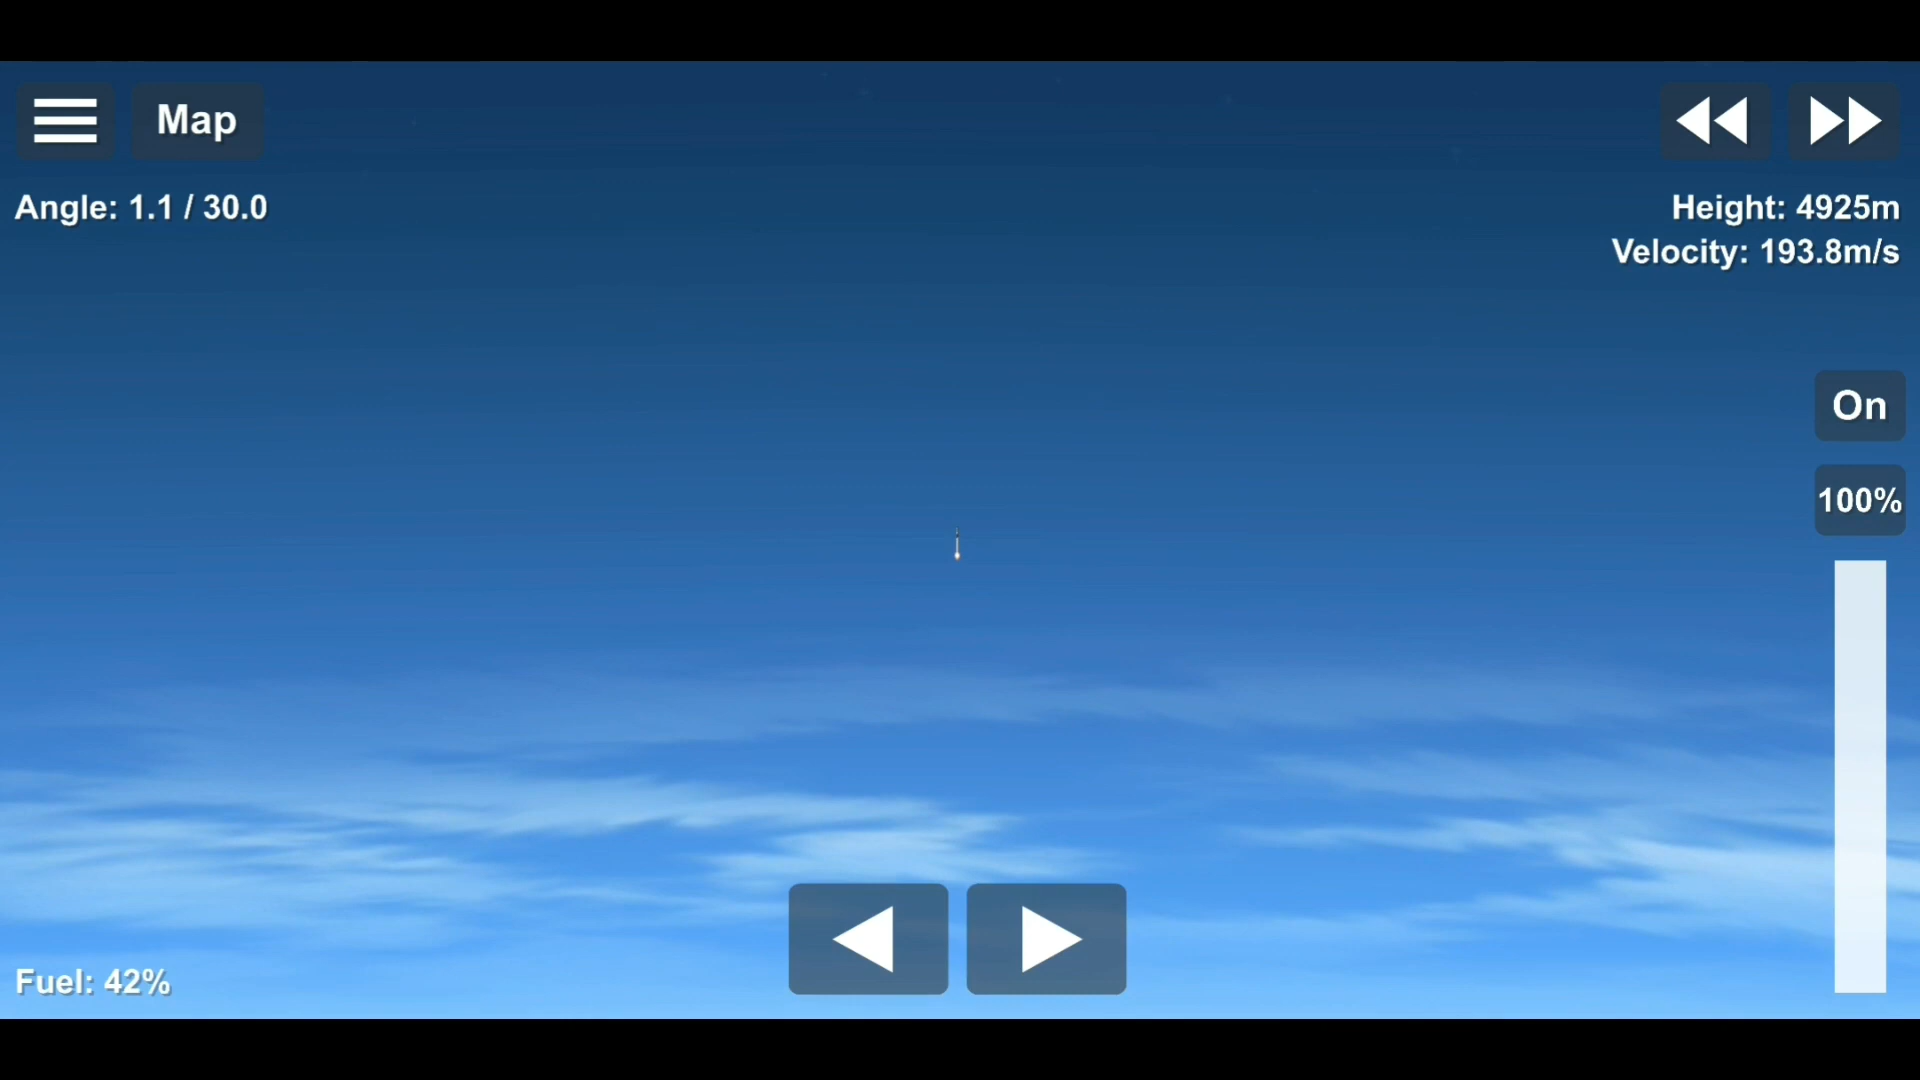 Map
Angle: 1.1 / 30.0
Height: 4925m
Velocity: 193.8m/s
On
100%
Fuel: 42%